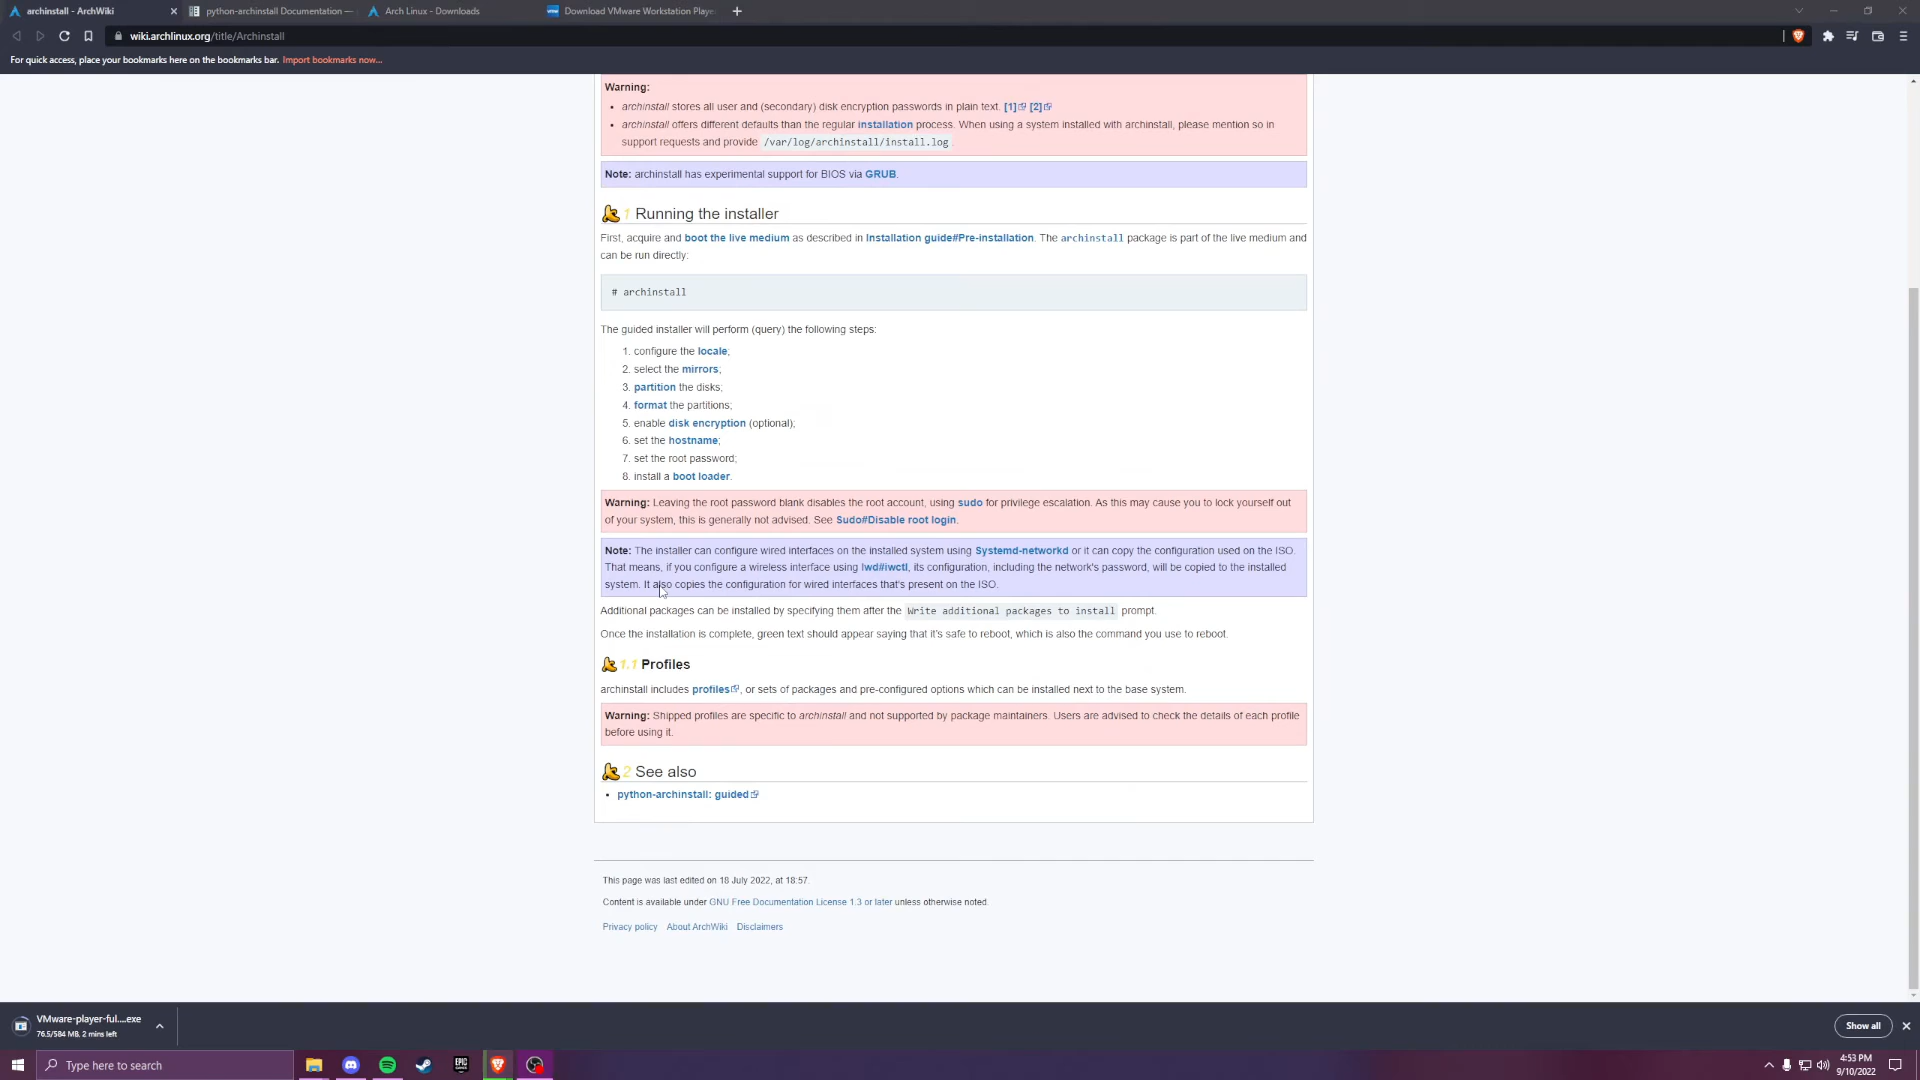 archinstall - ArchWiki
python-archinstall Documentation —
Arch Linux - Downloads
Download VMware Workstation Playe
wiki.archlinux.org/title/Archinstall
For quick access, place your bookmarks here on the bookmarks bar. Import bookmarks now...
Warning:
• archinstall stores all user and (secondary) disk encryption passwords in plain text. [1] [2]
• archinstall offers different defaults than the regular installation process. When using a system installed with archinstall, please mention so in
support requests and provide /var/log/archinstall/install.log .
Note: archinstall has experimental support for BIOS via GRUB.
1 Running the installer
First, acquire and boot the live medium as described in Installation guide#Pre-installation. The archinstall package is part of the live medium and
can be run directly:
# archinstall
The guided installer will perform (query) the following steps:
1. configure the locale;
2. select the mirrors;
3. partition the disks;
4. format the partitions;
5. enable disk encryption (optional);
6. set the hostname;
7. set the root password;
8. install a boot loader.
Warning: Leaving the root password blank disables the root account, using sudo for privilege escalation. As this may cause you to lock yourself out
of your system, this is generally not advised. See Sudo#Disable root login.
Note: The installer can configure wired interfaces on the installed system using Systemd-networkd or it can copy the configuration used on the ISO.
That means, if you configure a wireless interface using Iwd#iwctl, its configuration, including the network's password, will be copied to the installed
system. It also copies the configuration for wired interfaces that's present on the ISO.
Additional packages can be installed by specifying them after the Write additional packages to install prompt.
Once the installation is complete, green text should appear saying that it's safe to reboot, which is also the command you use to reboot.
1.1 Profiles
archinstall includes profiles, or sets of packages and pre-configured options which can be installed next to the base system.
Warning: Shipped profiles are specific to archinstall and not supported by package maintainers. Users are advised to check the details of each profile
before using it.
2 See also
• python-archinstall: guided
This page was last edited on 18 July 2022, at 18:57.
Content is available under GNU Free Documentation License 1.3 or later unless otherwise noted.
Privacy policy About ArchWiki Disclaimers
VMware-player-ful....exe
76.5/584 MB, 2 mins left
Show all
Type here to search
EPIC
4:53 PM
9/10/2022